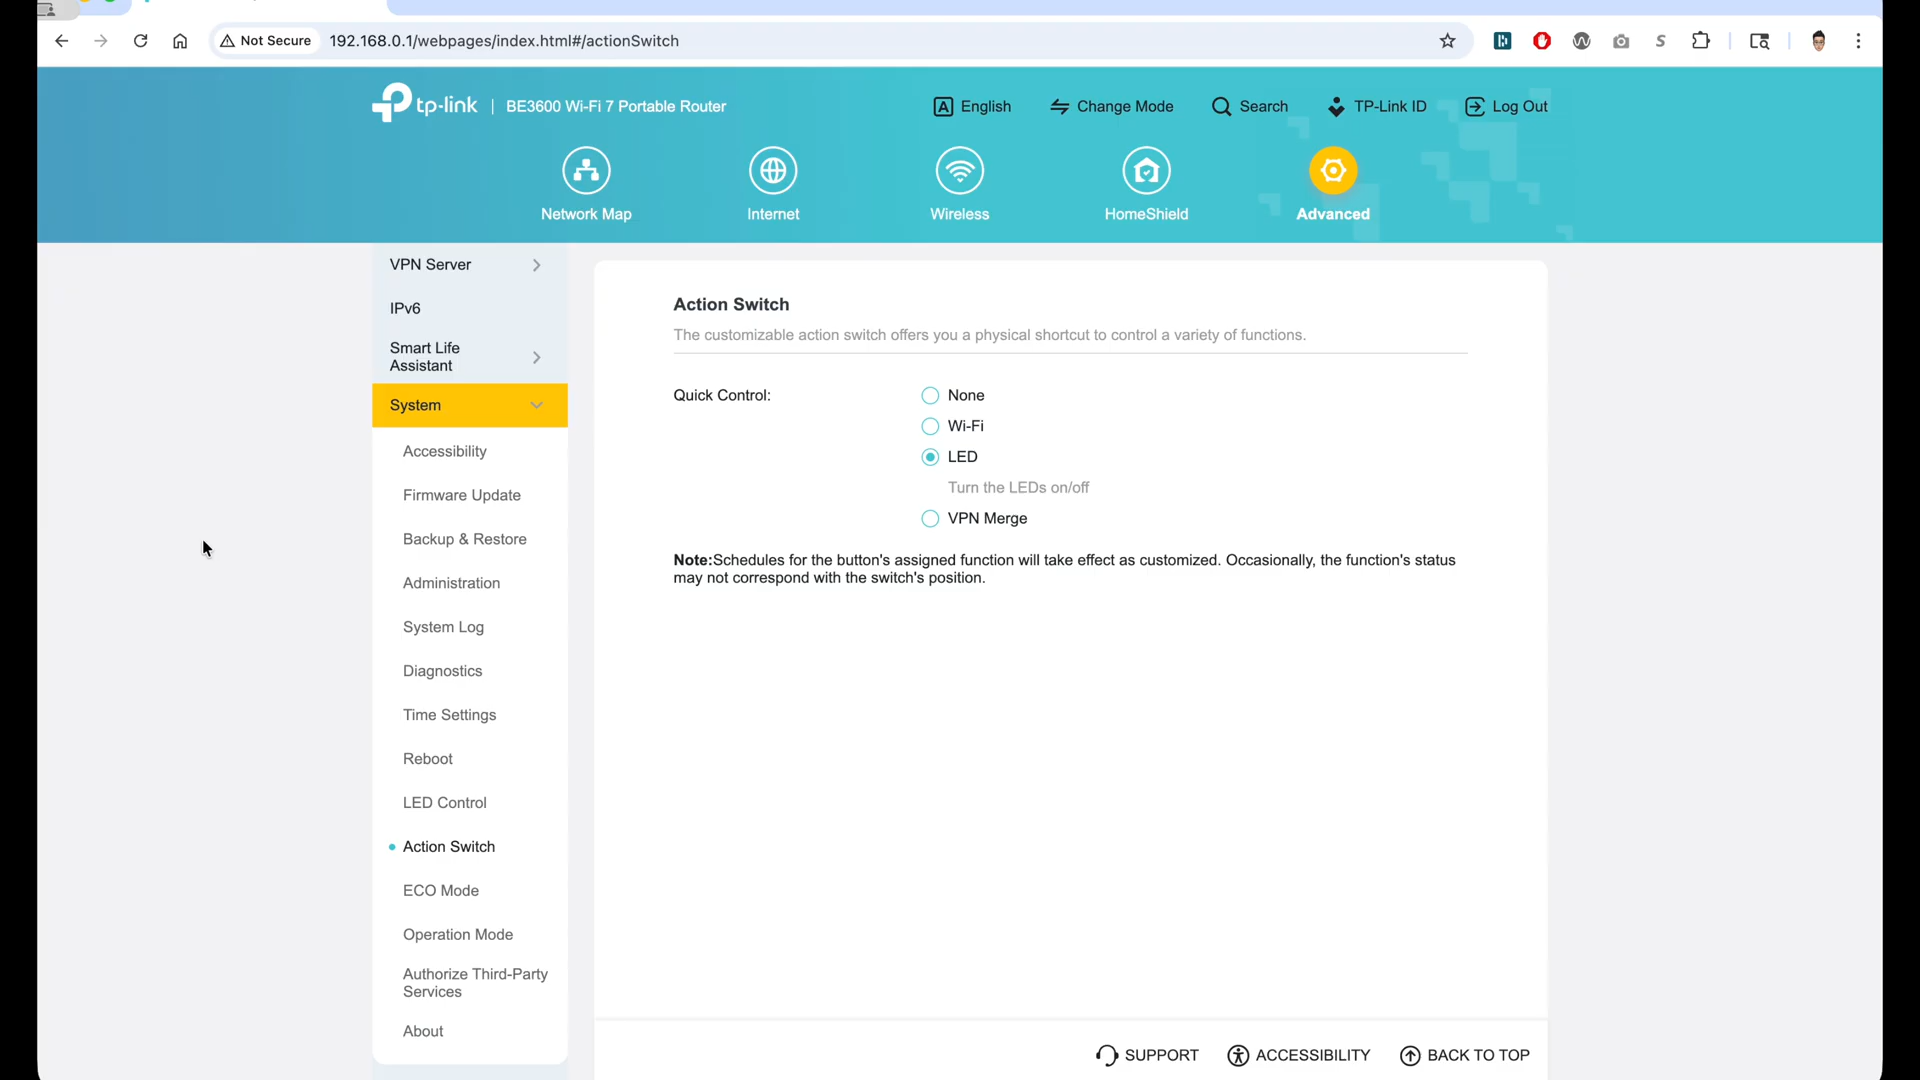 Not Secure
192.168.0.1/webpages/index.html#/actionSwitch
tp-link | BE3600 Wi-Fi 7 Portable Router
English
Change Mode
Search
TP-Link ID
Log Out
Network Map
Internet
Wireless
HomeShield
Advanced
VPN Server
IPv6
Smart Life
Assistant
System
Accessibility
Firmware Update
Backup & Restore
Administration
System Log
Diagnostics
Time Settings
Reboot
LED Control
Action Switch
ECO Mode
Operation Mode
Authorize Third-Party
Services
About
Action Switch
The customizable action switch offers you a physical shortcut to control a variety of functions.
Quick Control:
None
Wi-Fi
LED
Turn the LEDs on/off
VPN Merge
Note:Schedules for the button's assigned function will take effect as customized. Occasionally, the function's status
may not correspond with the switch's position.
SUPPORT
ACCESSIBILITY
BACK TO TOP